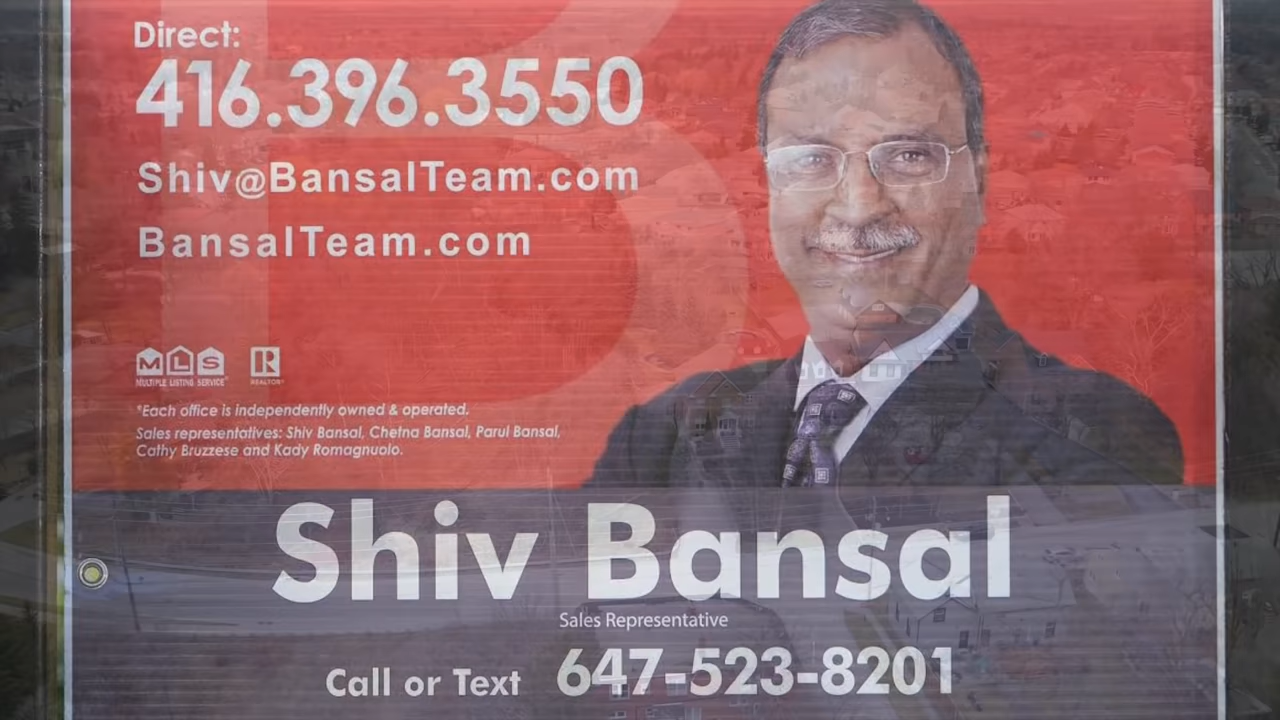 Direct:
416.396.3550
Shiv@BansalTeam.com
BansalTeam.com
MLS
MULTIPLE LISTING SERVICE
R
REALTOR®
*Each office is independently owned & operated.
Sales representatives: Shiv Bansal, Chetna Bansal, Parul Bansal,
Cathy Bruzzese and Kady Romagnuolo.
Shiv Bansal
Sales Representative
Call or Text 647-523-8201